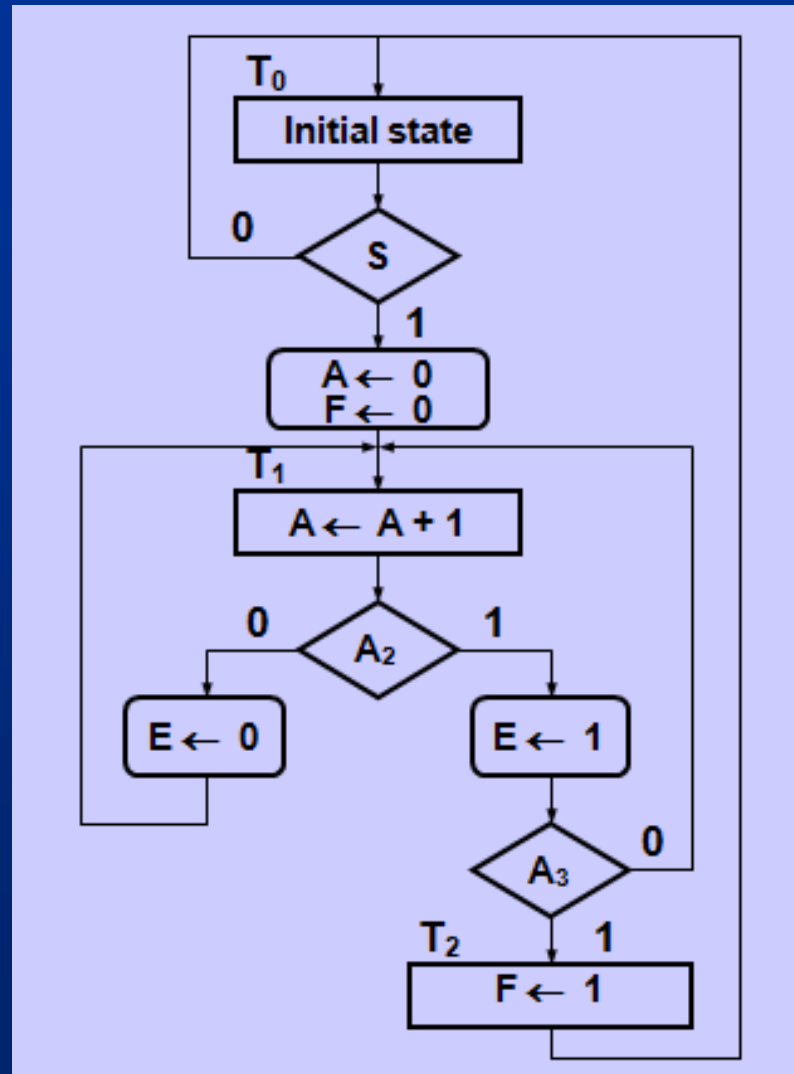 T₀
Initial state
0
S
1
A ← 0
F ← 0
T₁
A ← A + 1
0
A₂
1
E ← 0
E ← 1
A₃
0
T₂
1
F ← 1